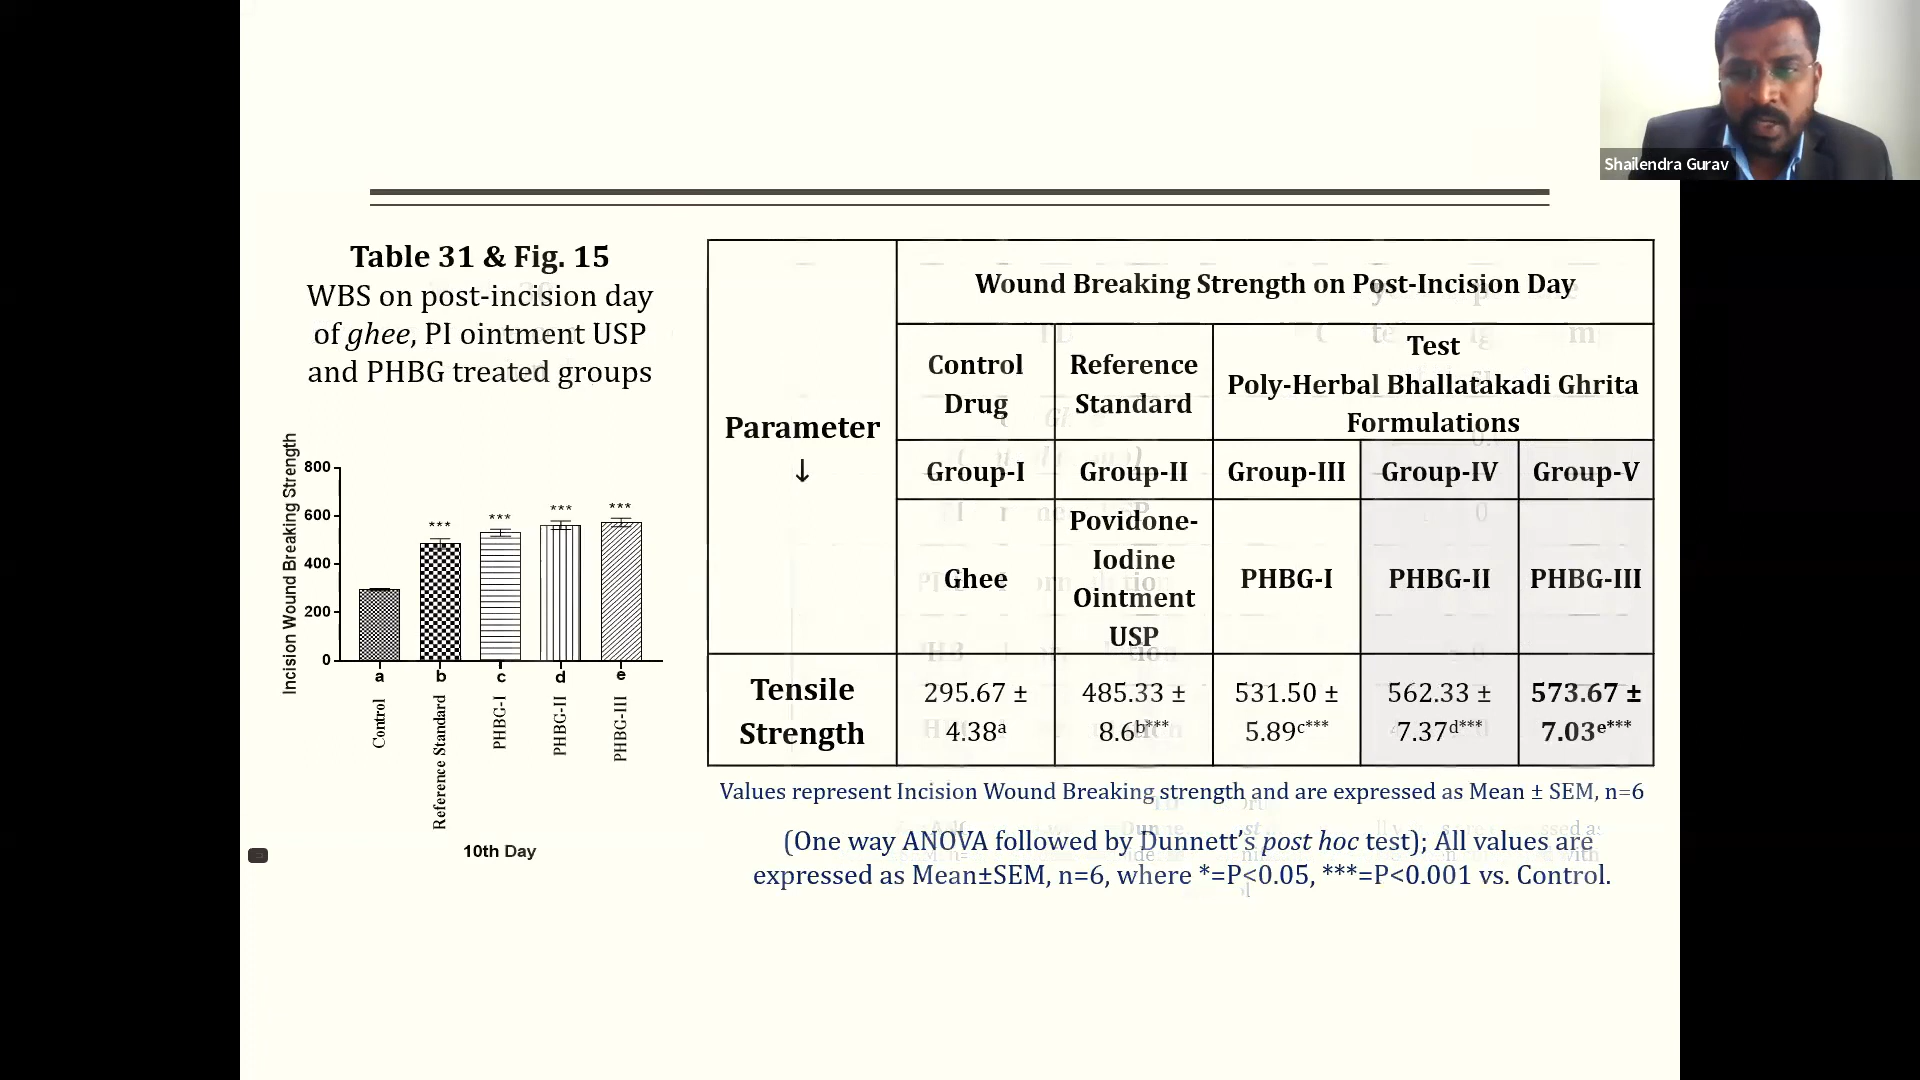 Shailendra Gurav
Table 31 & Fig. 15
WBS on post-incision day
of ghee, PI ointment USP
and PHBG treated groups
Incision Wound Breaking Strength
800
600
400
200
0
***
***
***
***
a
b
c
d
e
Control
Reference Standard
PHBG-I
PHBG-II
PHBG-III
10th Day
Parameter
↓
Wound Breaking Strength on Post-Incision Day
Control
Drug
Reference
Standard
Test
Poly-Herbal Bhallatakadi Ghrita
Formulations
Group-I
Group-II
Group-III
Group-IV
Group-V
Ghee
Povidone-
Iodine
Ointment
USP
PHBG-I
PHBG-II
PHBG-III
Tensile
Strength
295.67 ±
4.38a
485.33 ±
8.6b***
531.50 ±
5.89c***
562.33 ±
7.37d***
573.67 ±
7.03e***
Values represent Incision Wound Breaking strength and are expressed as Mean ± SEM, n=6
(One way ANOVA followed by Dunnett’s post hoc test); All values are
expressed as Mean±SEM, n=6, where *=P<0.05, ***=P<0.001 vs. Control.